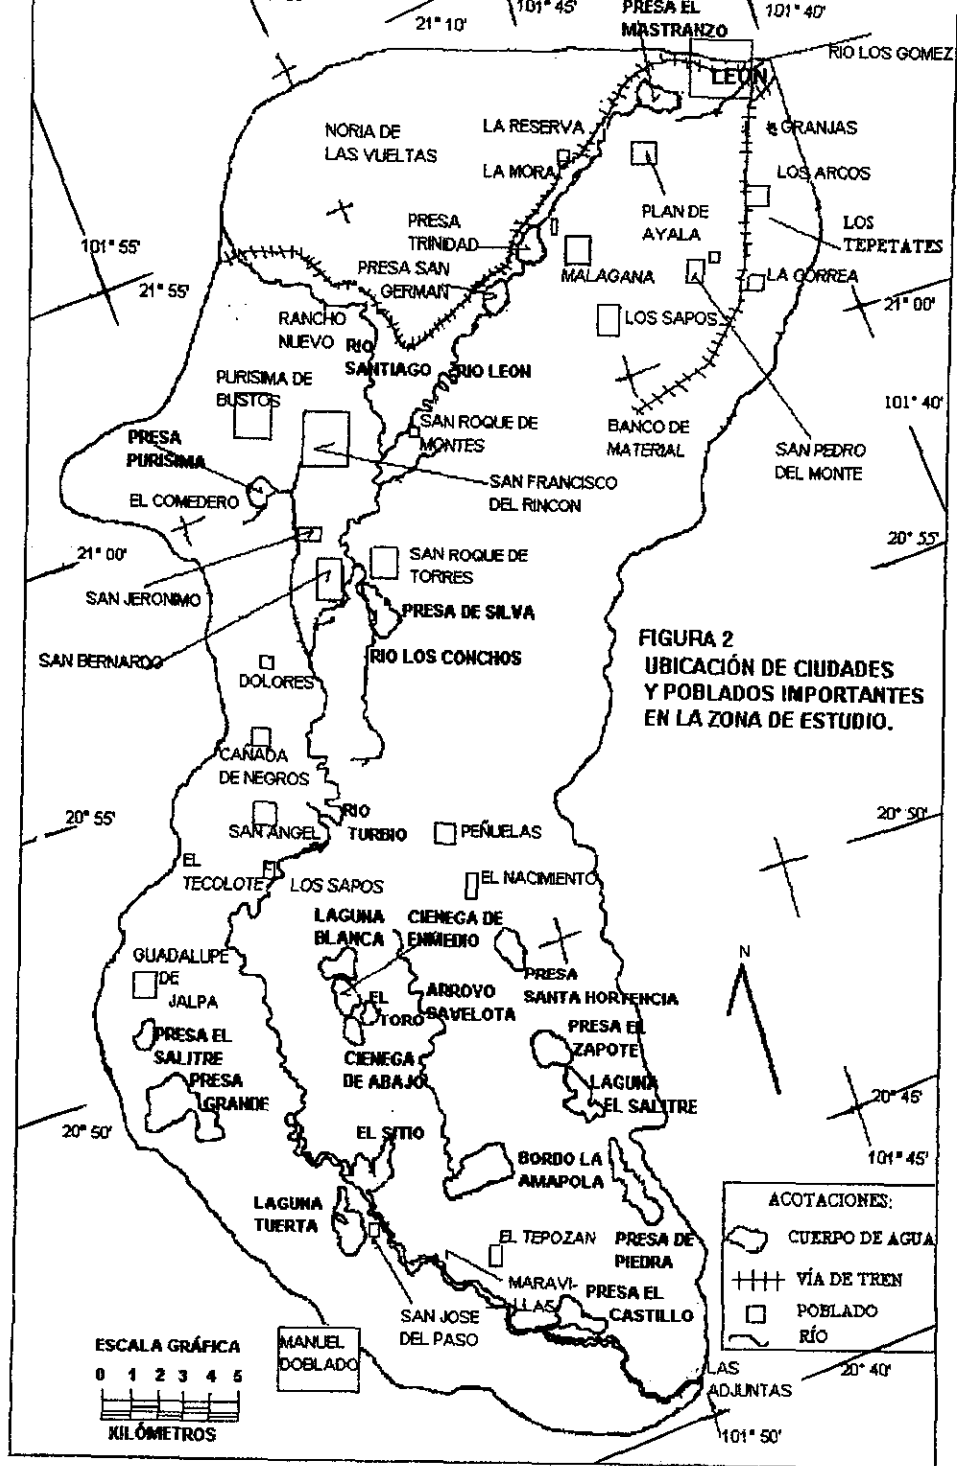 21° 10'
101° 45'
PRESA EL
MASTRANZO
101° 40'
RIO LOS GOMEZ
LEON
NORIA DE
LAS VUELTAS
LA RESERVA
GRANJAS
LA MORA
LOS ARCOS
PRESA
TRINIDAD
PLAN DE
AYALA
LOS
TEPETATES
101° 55'
21° 55'
PRESA SAN
GERMAN
MALAGANA
LA CORREA
21° 00'
RANCHO
NUEVO
LOS SAPOS
RIO
SANTIAGO
RIO LEON
PURISIMA DE
BUSTOS
101° 40'
PRESA
PURISIMA
SAN ROQUE DE
MONTES
BANCO DE
MATERIAL
SAN PEDRO
DEL MONTE
EL COMEDERO
SAN FRANCISCO
DEL RINCON
21° 00'
20° 55'
SAN ROQUE DE
TORRES
SAN JERONIMO
PRESA DE SILVA
SAN BERNARDO
RIO LOS CONCHOS
DOLORES
FIGURA 2
UBICACIÓN DE CIUDADES
Y POBLADOS IMPORTANTES
EN LA ZONA DE ESTUDIO.
CAÑADA
DE NEGROS
20° 55'
20° 50'
SAN ANGEL
RIO
TURBIO
PEÑUELAS
EL
TECOLOTE
LOS SAPOS
EL NACIMIENTO
LAGUNA
BLANCA
CIENEGA DE
ENMEDIO
GUADALUPE
DE
JALPA
N
PRESA
SANTA HORTENCIA
EL
TORO
ARROYO
BAVELOTA
PRESA EL
SALITRE
PRESA EL
ZAPOTE
CIENEGA
DE ABAJO
PRESA
GRANDE
LAGUNA
EL SALITRE
20° 45'
20° 50'
EL SITIO
101° 45'
BORDO LA
AMAPOLA
LAGUNA
TUERTA
EL TEPOZAN
PRESA DE
PIEDRA
ACOTACIONES:
CUERPO DE AGUA
VÍA DE TREN
POBLADO
RÍO
MARAVI-
LLAS
PRESA EL
CASTILLO
SAN JOSE
DEL PASO
MANUEL
DOBLADO
ESCALA GRÁFICA
0 1 2 3 4 5
KILÓMETROS
LAS
ADJUNTAS
20° 40'
101° 50'